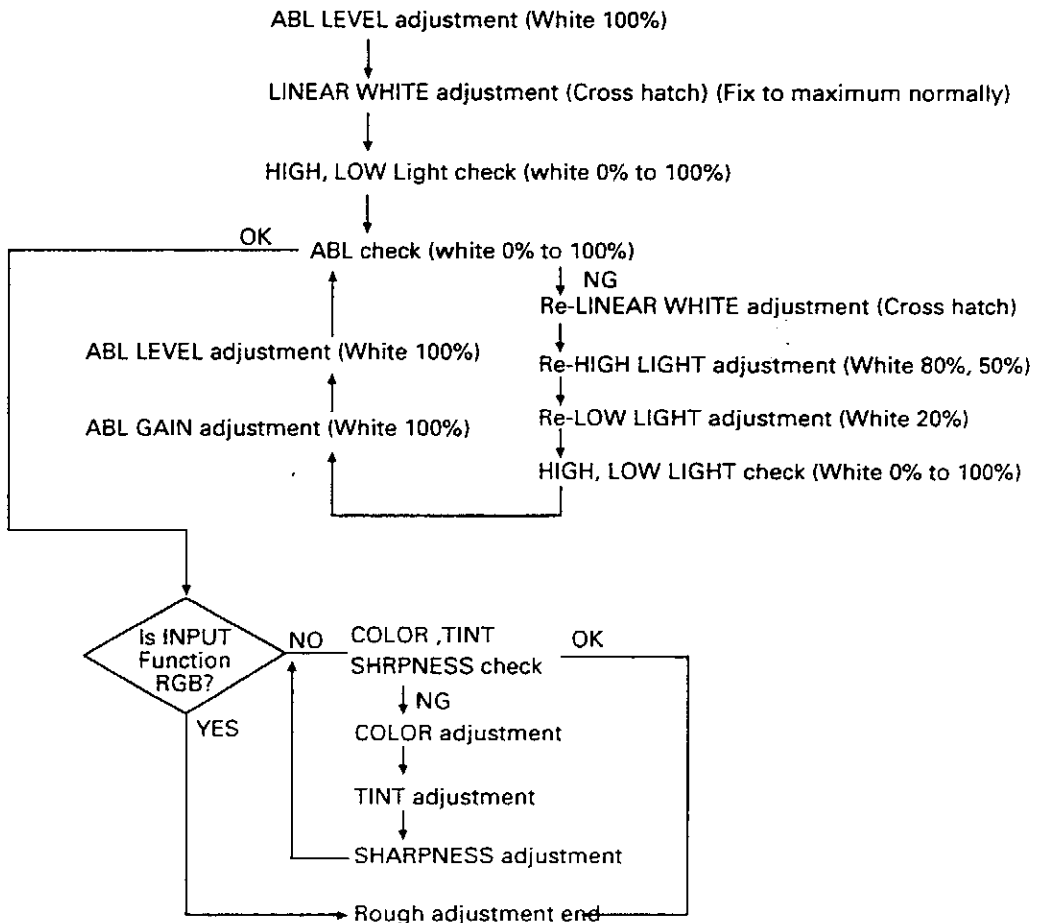 ABL LEVEL adjustment (White 100%)
LINEAR WHITE adjustment (Cross hatch) (Fix to maximum normally)
HIGH, LOW Light check (white 0% to 100%)
OK
ABL check (white 0% to 100%)
NG
Re-LINEAR WHITE adjustment (Cross hatch)
ABL LEVEL adjustment (White 100%)
Re-HIGH LIGHT adjustment (White 80%, 50%)
ABL GAIN adjustment (White 100%)
Re-LOW LIGHT adjustment (White 20%)
HIGH, LOW LIGHT check (White 0% to 100%)
Is INPUT
Function
RGB?
NO
COLOR ,TINT
SHRPNESS check
OK
NG
YES
COLOR adjustment
TINT adjustment
SHARPNESS adjustment
Rough adjustment end